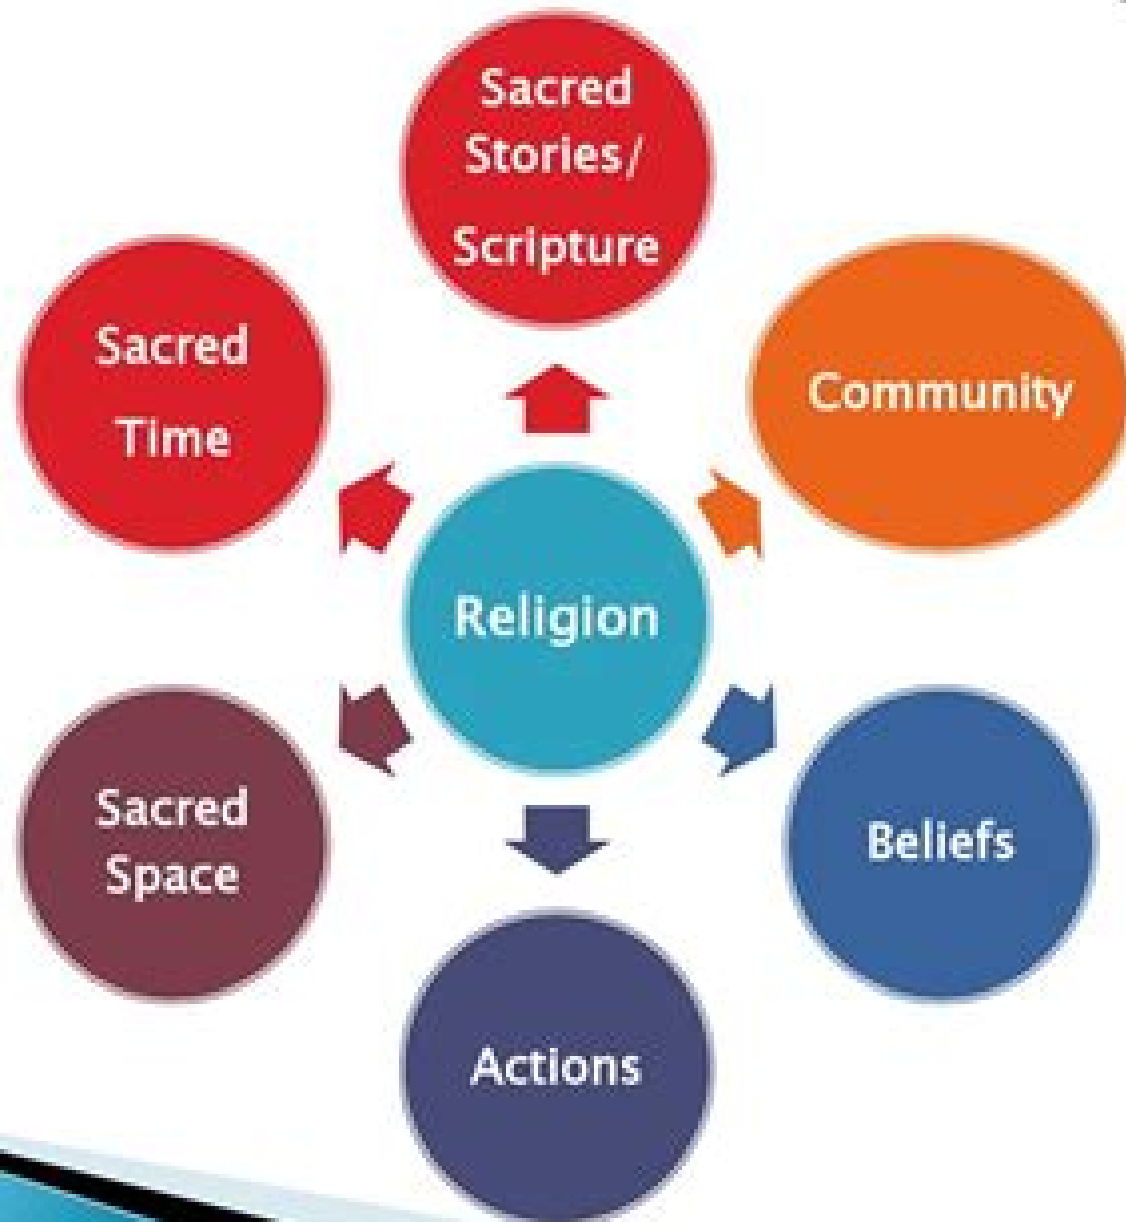 Sacred
Stories/
Scripture
Community
Beliefs
Actions
Sacred
Space
Sacred
Time
Religion